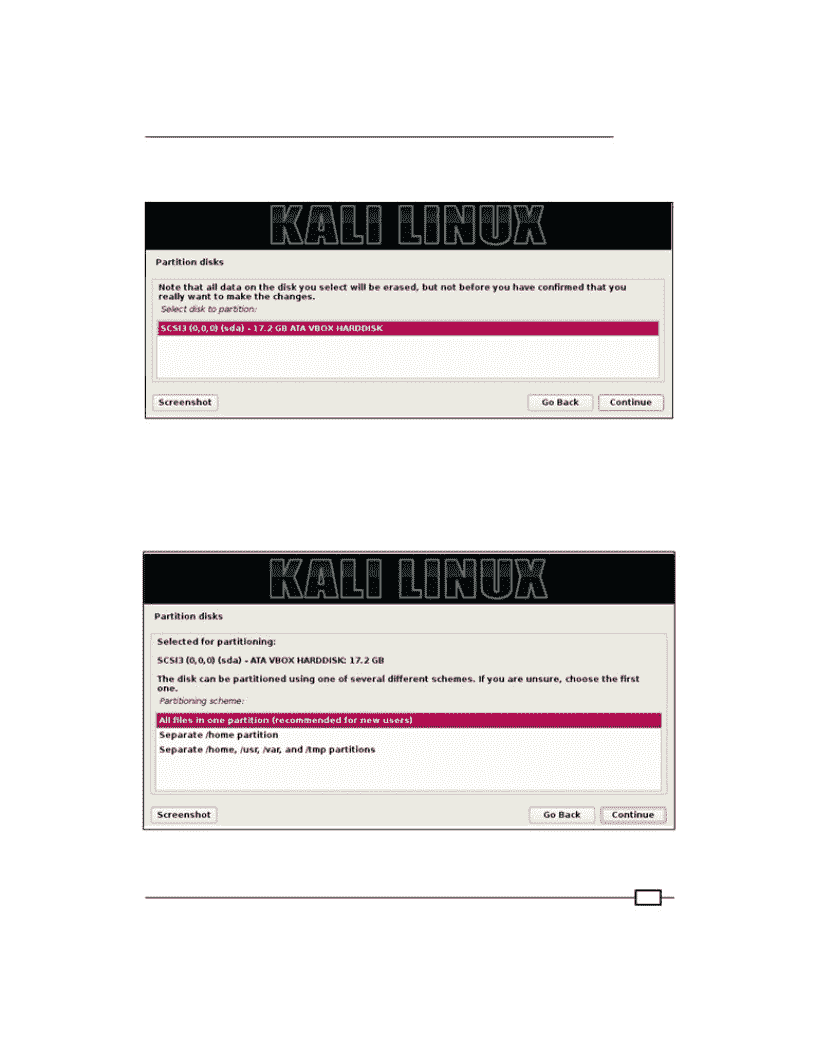 KALI LINUX
Partition disks
Note that all data on the disk you select will be erased, but not before you have confirmed that you
really want to make the changes.
Select disk to partition:
SCSI3 (0,0,0) (sda) - 17.2 GB ATA VBOX HARDDISK
Screenshot
Go Back
Continue
KALI LINUX
Partition disks
Selected for partitioning:
SCSI3 (0,0,0) (sda) - ATA VBOX HARDDISK: 17.2 GB
The disk can be partitioned using one of several different schemes. If you are unsure, choose the first
one.
Partitioning scheme:
All files in one partition (recommended for new users)
Separate /home partition
Separate /home, /usr, /var, and /tmp partitions
Screenshot
Go Back
Continue